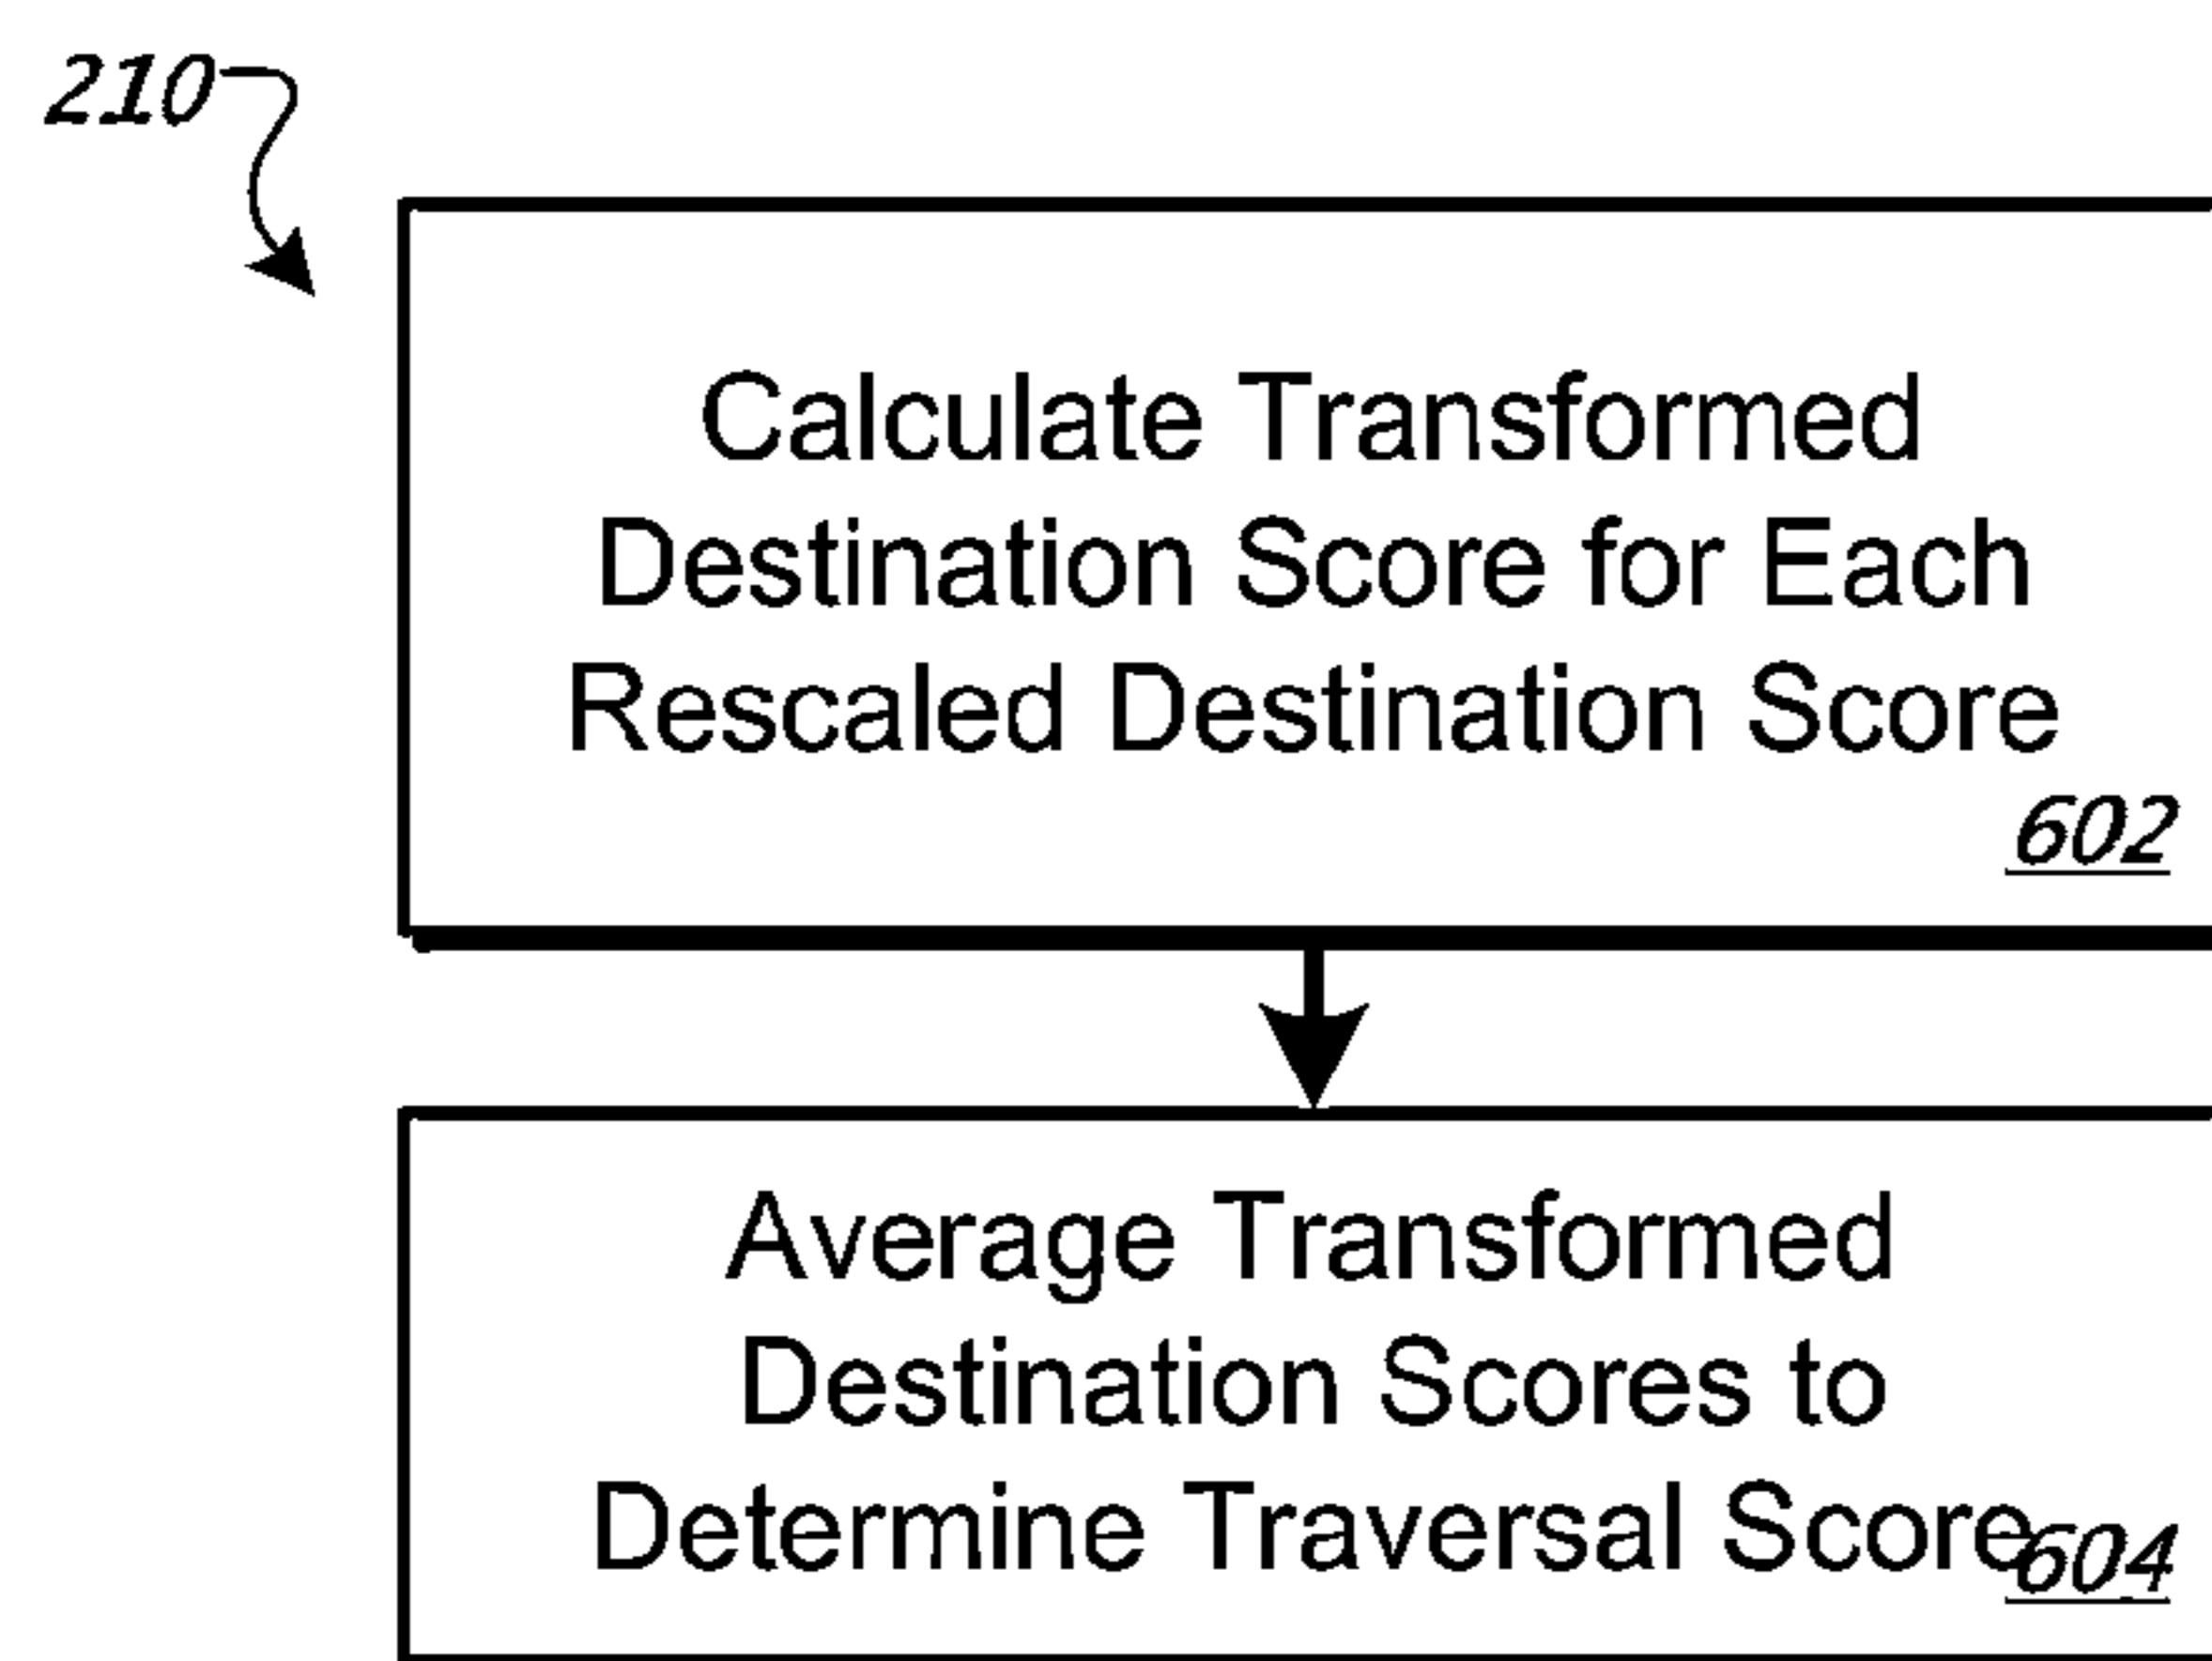 210
Calculate Transformed
Destination Score for Each
Rescaled Destination Score
602
Average Transformed
Destination Scores to
Determine Traversal Score
604